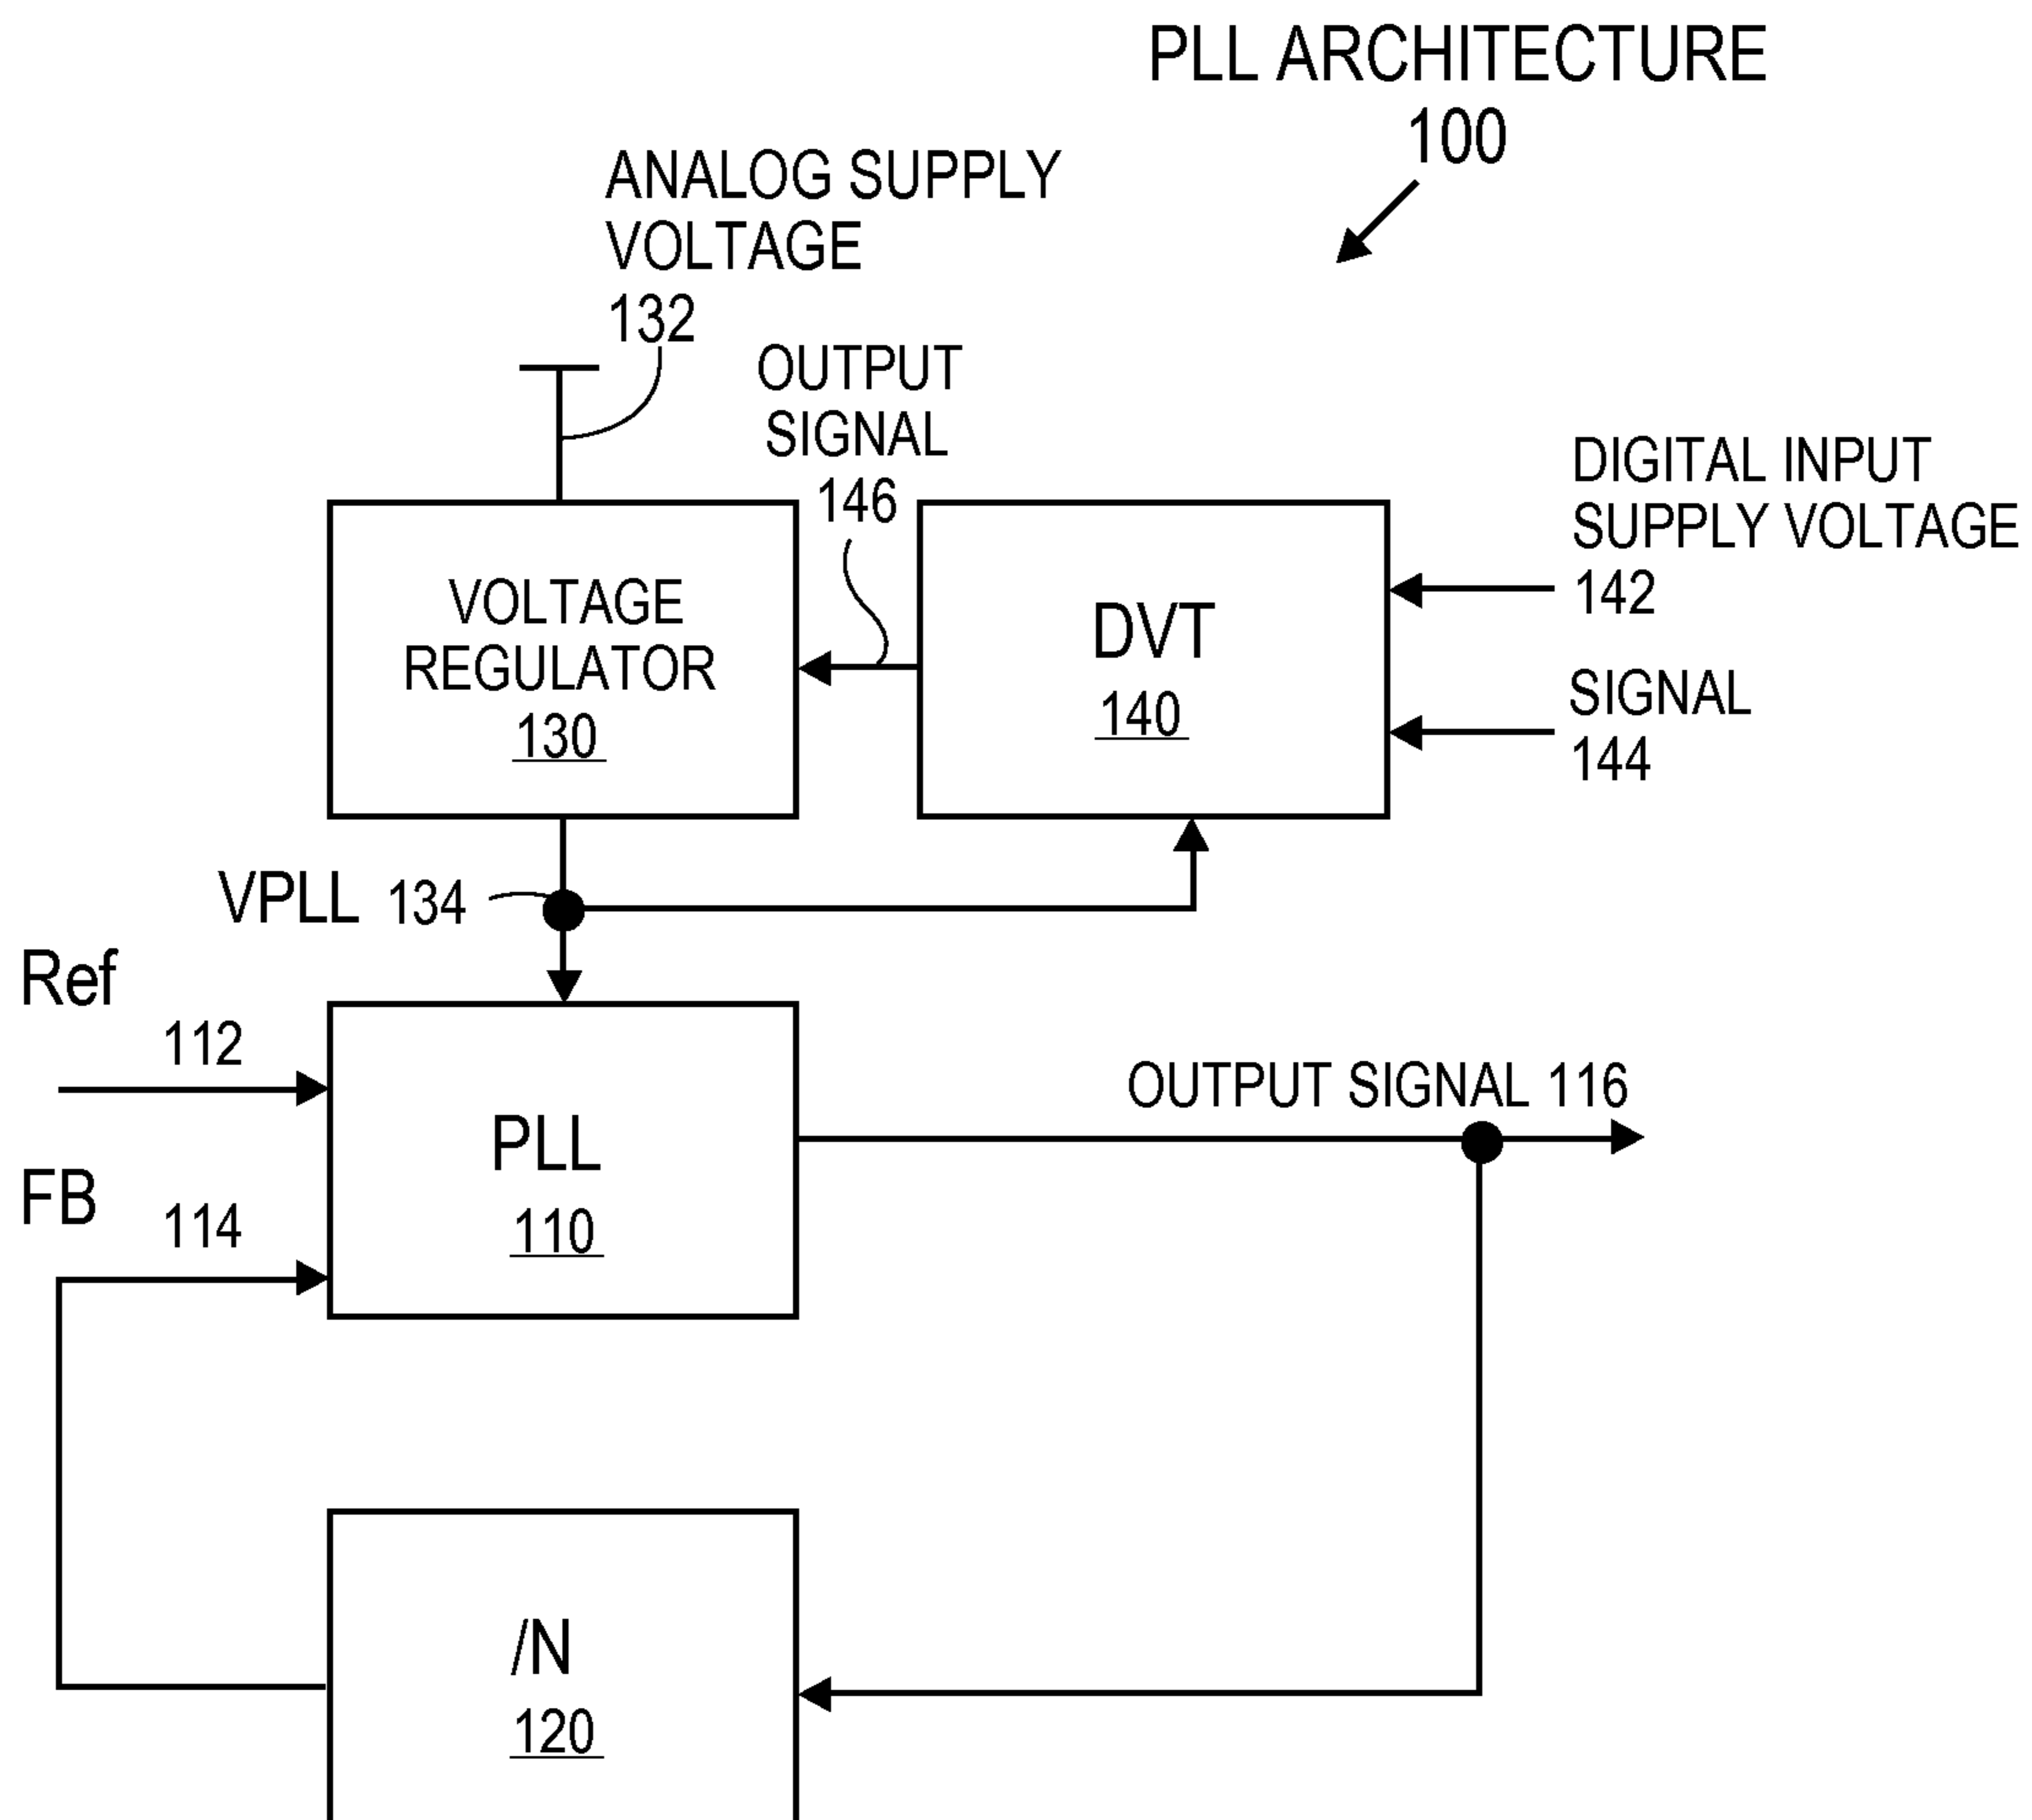 PLL ARCHITECTURE
100
ANALOG SUPPLY
VOLTAGE
132
OUTPUT
SIGNAL
146
DIGITAL INPUT
SUPPLY VOLTAGE
142
SIGNAL
144
VOLTAGE
REGULATOR
130
DVT
140
VPLL 134
Ref
112
FB
114
PLL
110
OUTPUT SIGNAL 116
/N
120